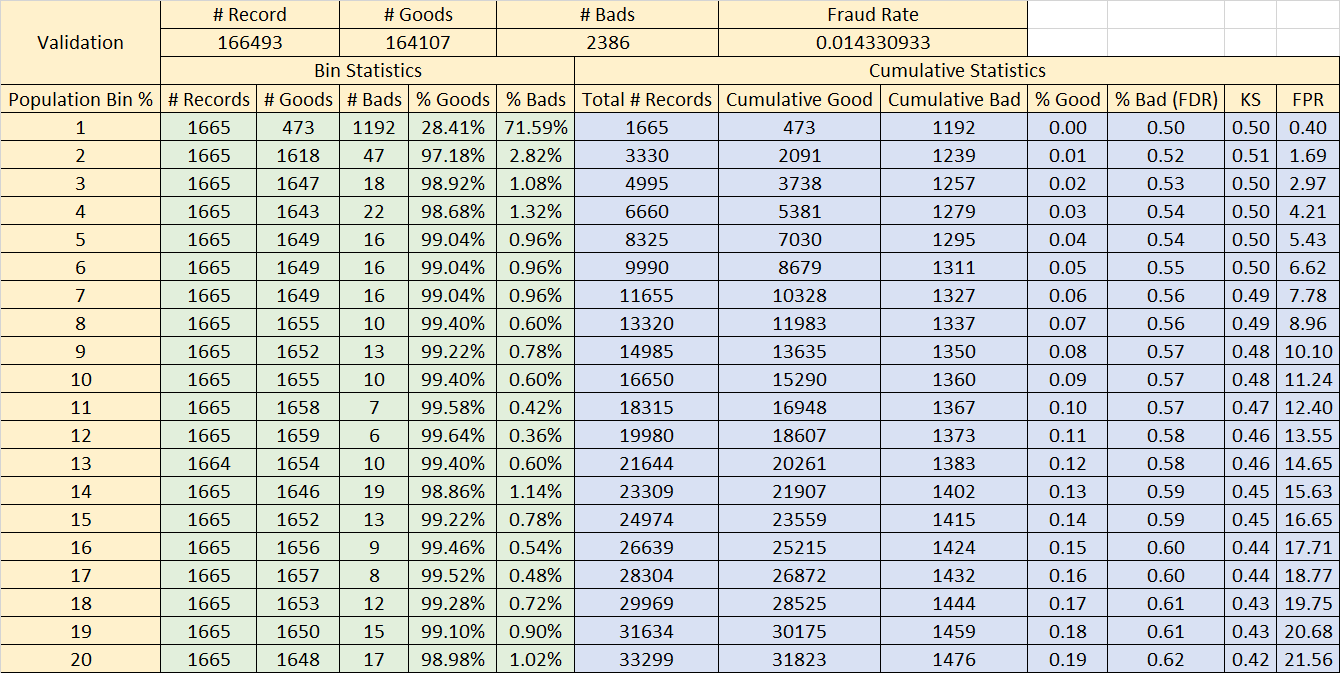 Validation # Record # Goods # Bads Fraud Rate
166493 164107 2386 0.014330933
Bin Statistics Cumulative Statistics
Population Bin % # Records # Goods # Bads % Goods % Bads Total # Records Cumulative Good Cumulative Bad % Good % Bad (FDR) KS FPR
1 1665 473 1192 28.41% 71.59% 1665 473 1192 0.00 0.50 0.50 0.40
2 1665 1618 47 97.18% 2.82% 3330 2091 1239 0.01 0.52 0.51 1.69
3 1665 1647 18 98.92% 1.08% 4995 3738 1257 0.02 0.53 0.50 2.97
4 1665 1643 22 98.68% 1.32% 6660 5381 1279 0.03 0.54 0.50 4.21
5 1665 1649 16 99.04% 0.96% 8325 7030 1295 0.04 0.54 0.50 5.43
6 1665 1649 16 99.04% 0.96% 9990 8679 1311 0.05 0.55 0.50 6.62
7 1665 1649 16 99.04% 0.96% 11655 10328 1327 0.06 0.56 0.49 7.78
8 1665 1655 10 99.40% 0.60% 13320 11983 1337 0.07 0.56 0.49 8.96
9 1665 1652 13 99.22% 0.78% 14985 13635 1350 0.08 0.57 0.48 10.10
10 1665 1655 10 99.40% 0.60% 16650 15290 1360 0.09 0.57 0.48 11.24
11 1665 1658 7 99.58% 0.42% 18315 16948 1367 0.10 0.57 0.47 12.40
12 1665 1659 6 99.64% 0.36% 19980 18607 1373 0.11 0.58 0.46 13.55
13 1664 1654 10 99.40% 0.60% 21644 20261 1383 0.12 0.58 0.46 14.65
14 1665 1646 19 98.86% 1.14% 23309 21907 1402 0.13 0.59 0.45 15.63
15 1665 1652 13 99.22% 0.78% 24974 23559 1415 0.14 0.59 0.45 16.65
16 1665 1656 9 99.46% 0.54% 26639 25215 1424 0.15 0.60 0.44 17.71
17 1665 1657 8 99.52% 0.48% 28304 26872 1432 0.16 0.60 0.44 18.77
18 1665 1653 12 99.28% 0.72% 29969 28525 1444 0.17 0.61 0.43 19.75
19 1665 1650 15 99.10% 0.90% 31634 30175 1459 0.18 0.61 0.43 20.68
20 1665 1648 17 98.98% 1.02% 33299 31823 1476 0.19 0.62 0.42 21.56